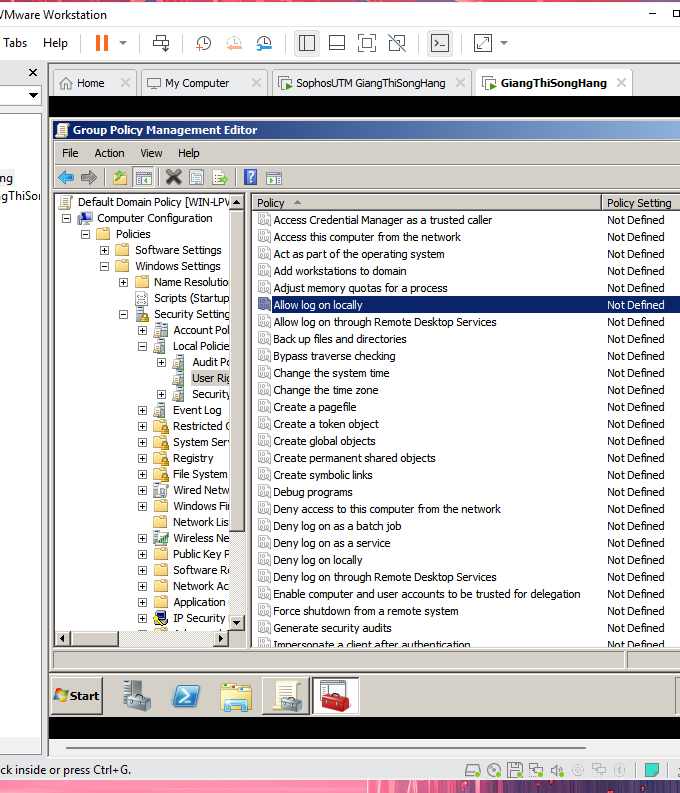 VMware Workstation
Tabs Help
Home
My Computer
SophosUTM GiangThiSongHang
GiangThiSongHang
ng
gThiSon
Group Policy Management Editor
File Action View Help
Default Domain Policy [WIN-LPV
Computer Configuration
Policies
Software Settings
Windows Settings
Name Resolutio
Scripts (Startup
Security Setting
Account Pol
Local Policie
Audit Po
User Rig
Security
Event Log
Restricted G
System Serv
Registry
File System
Wired Netw
Windows Fir
Network Lis
Wireless Ne
Public Key P
Software Re
Network Ac
Application
IP Security
Policy Policy Setting
Access Credential Manager as a trusted caller Not Defined
Access this computer from the network Not Defined
Act as part of the operating system Not Defined
Add workstations to domain Not Defined
Adjust memory quotas for a process Not Defined
Allow log on locally Not Defined
Allow log on through Remote Desktop Services Not Defined
Back up files and directories Not Defined
Bypass traverse checking Not Defined
Change the system time Not Defined
Change the time zone Not Defined
Create a pagefile Not Defined
Create a token object Not Defined
Create global objects Not Defined
Create permanent shared objects Not Defined
Create symbolic links Not Defined
Debug programs Not Defined
Deny access to this computer from the network Not Defined
Deny log on as a batch job Not Defined
Deny log on as a service Not Defined
Deny log on locally Not Defined
Deny log on through Remote Desktop Services Not Defined
Enable computer and user accounts to be trusted for delegation Not Defined
Force shutdown from a remote system Not Defined
Generate security audits Not Defined
Impersonate a client after authentication Not Defined
Start
ck inside or press Ctrl+G.